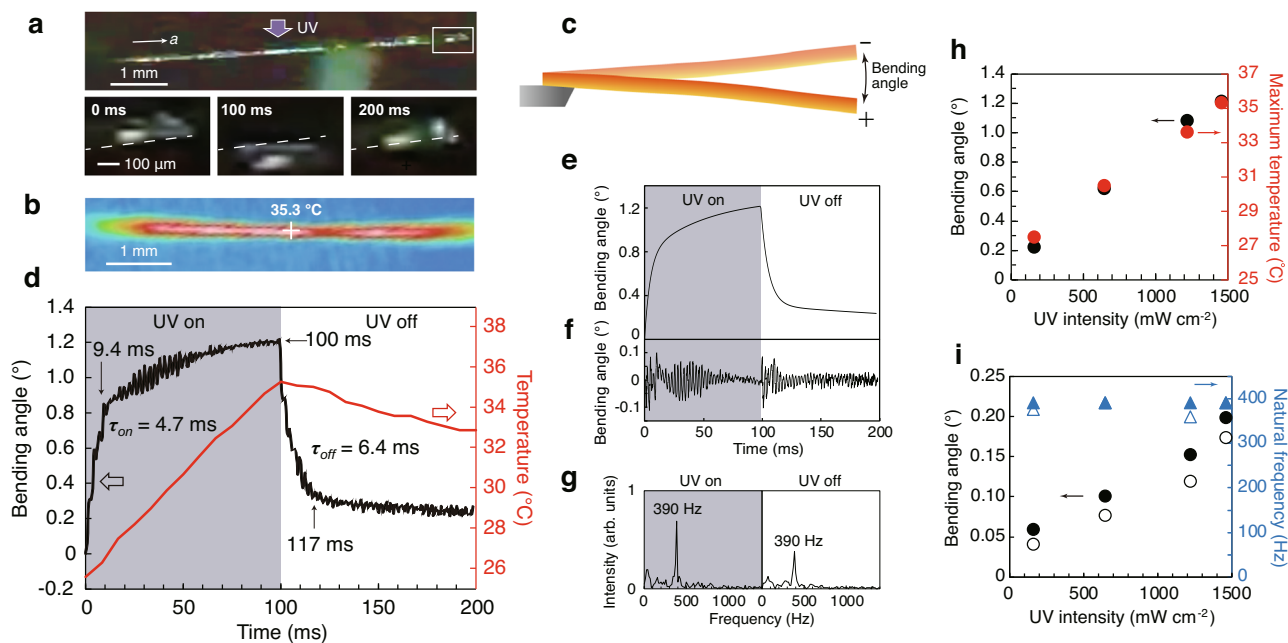 a
UV
a
1 mm
0 ms
100 ms
200 ms
100 μm
b
35.3 °C
1 mm
c
−
Bending
angle
+
d
1.4
1.2
1.0
0.8
0.6
0.4
0.2
0
-0.2
Bending angle (°)
UV on
UV off
9.4 ms
100 ms
τon = 4.7 ms
τoff = 6.4 ms
117 ms
38
36
34
32
30
28
26
Temperature (°C)
0
50
100
150
200
Time (ms)
e
UV on
UV off
1.2
0.8
0.4
0
Bending angle (°)
f
0.1
0
-0.1
Bending angle (°)
0
50
100
150
200
Time (ms)
g
UV on
UV off
390 Hz
390 Hz
1
0
Intensity (arb. units)
0
500
1000
0
500
1000
Frequency (Hz)
h
1.4
1.2
1.0
0.8
0.6
0.4
0.2
0
Bending angle (°)
37
35
33
31
29
27
25
Maximum temperature
(°C)
0
500
1000
1500
UV intensity (mW cm-2)
i
0.25
0.20
0.15
0.10
0.05
0
Bending angle (°)
400
300
200
100
0
Natural frequency
(Hz)
0
500
1000
1500
UV intensity (mW cm-2)